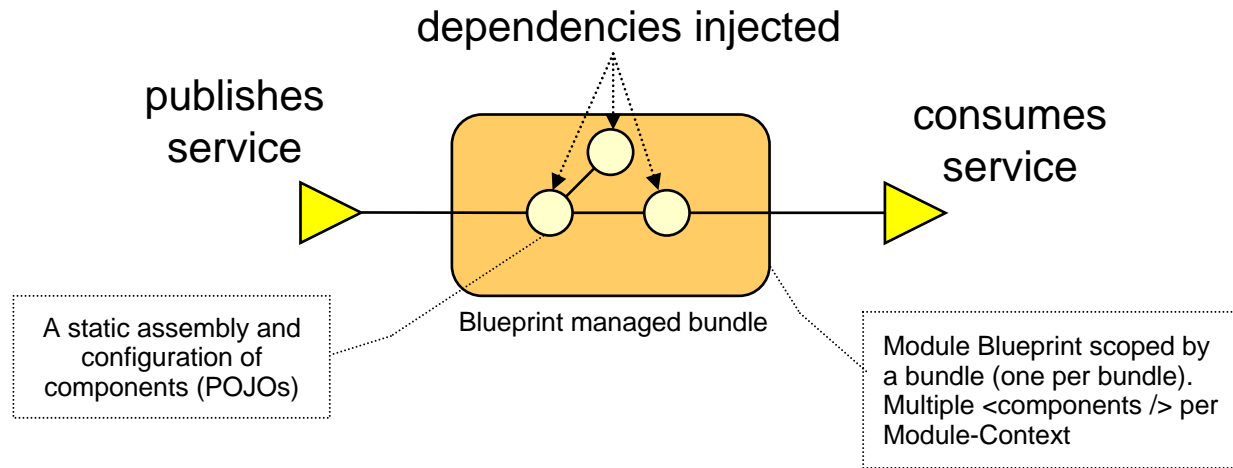 dependencies injected
publishes
service
consumes
service
Blueprint managed bundle
A static assembly and
configuration of
components (POJOs)
Module Blueprint scoped by
a bundle (one per bundle).
Multiple <components /> per
Module-Context